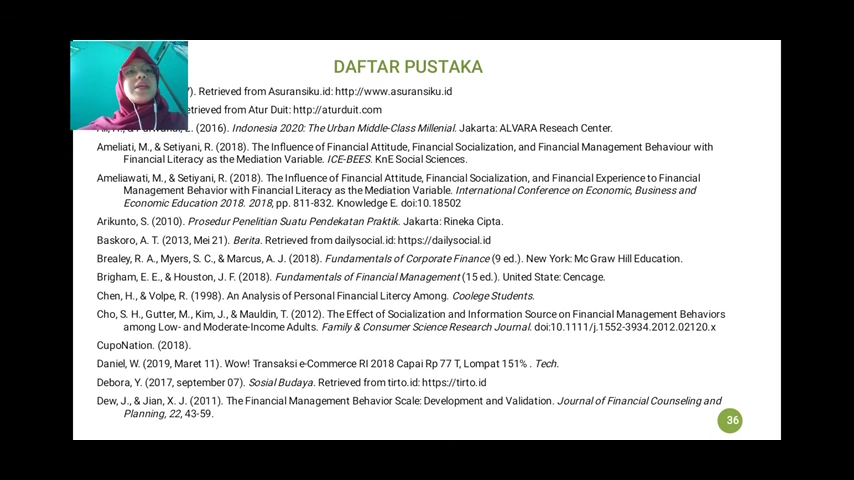 DAFTAR PUSTAKA
). Retrieved from Asuransiku.id: http://www.asuransiku.id
etrieved from Atur Duit: http://aturduit.com
(2016). Indonesia 2020: The Urban Middle-Class Millenial. Jakarta: ALVARA Reseach Center.
Ameliati, M., & Setiyani, R. (2018). The Influence of Financial Attitude, Financial Socialization, and Financial Management Behaviour with
Financial Literacy as the Mediation Variable. ICE-BEES. KnE Social Sciences.
Ameliawati, M., & Setiyani, R. (2018). The Influence of Financial Attitude, Financial Socialization, and Financial Experience to Financial
Management Behavior with Financial Literacy as the Mediation Variable. International Conference on Economic, Business and
Economic Education 2018. 2018, pp. 811-832. Knowledge E. doi:10.18502
Arikunto, S. (2010). Prosedur Penelitian Suatu Pendekatan Praktik. Jakarta: Rineka Cipta.
Baskoro, A. T. (2013, Mei 21). Berita. Retrieved from dailysocial.id: https://dailysocial.id
Brealey, R. A., Myers, S. C., & Marcus, A. J. (2018). Fundamentals of Corporate Finance (9 ed.). New York: Mc Graw Hill Education.
Brigham, E. E., & Houston, J. F. (2018). Fundamentals of Financial Management (15 ed.). United State: Cencage.
Chen, H., & Volpe, R. (1998). An Analysis of Personal Financial Litercy Among. Coolege Students.
Cho, S. H., Gutter, M., Kim, J., & Mauldin, T. (2012). The Effect of Socialization and Information Source on Financial Management Behaviors
among Low- and Moderate-Income Adults. Family & Consumer Science Research Journal. doi:10.1111/j.1552-3934.2012.02120.x
CupoNation. (2018).
Daniel, W. (2019, Maret 11). Wow! Transaksi e-Commerce RI 2018 Capai Rp 77 T, Lompat 151% . Tech.
Debora, Y. (2017, september 07). Sosial Budaya. Retrieved from tirto.id: https://tirto.id
Dew, J., & Jian, X. J. (2011). The Financial Management Behavior Scale: Development and Validation. Journal of Financial Counseling and
Planning, 22, 43-59.
36